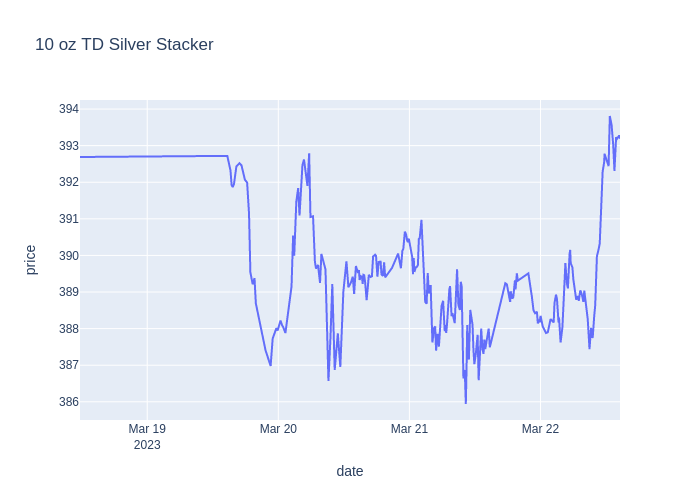 10 oz TD Silver Stacker
394
393
392
391
390
389
388
387
386
price
Mar 19
2023
Mar 20
Mar 21
Mar 22
date